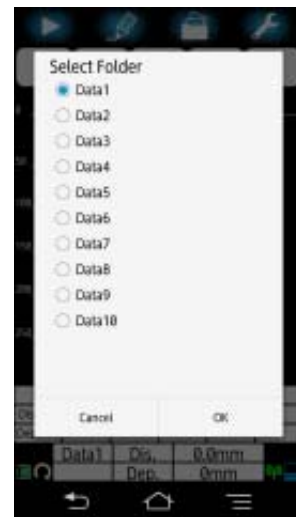 Select Folder
Data1
Data2
Data3
Data4
Data5
Data6
Data7
Data8
Data9
Data10
Cancel OK
Data1 Dis. 0.0mm
Dep. 0mm